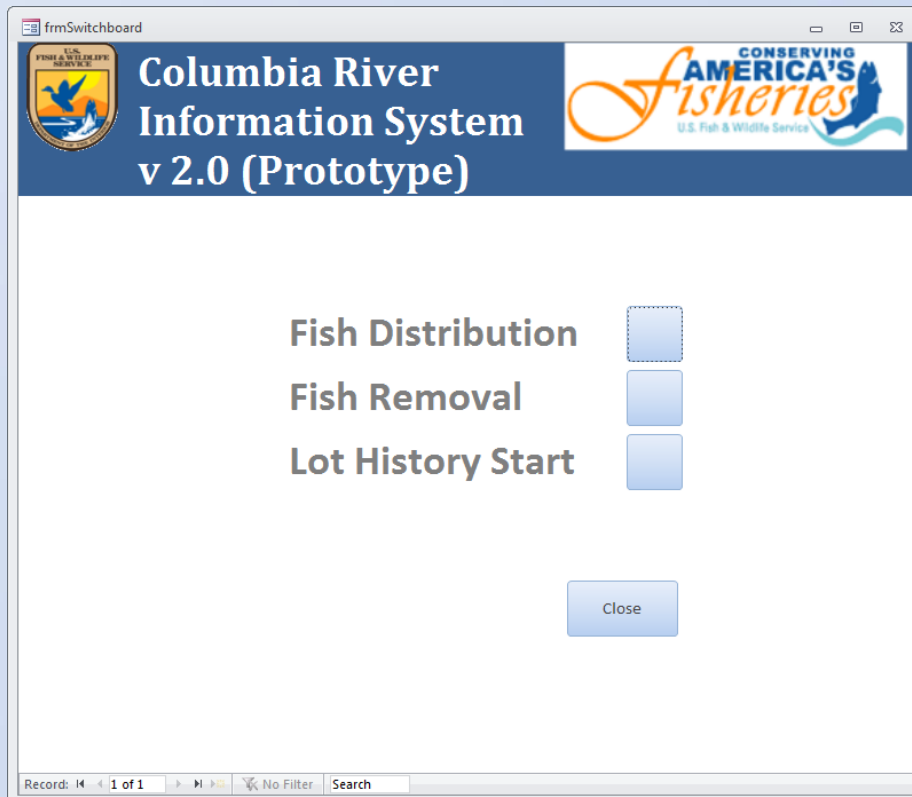 frmSwitchboard
U.S.
FISH & WILDLIFE
SERVICE
Columbia River
Information System
v 2.0 (Prototype)
CONSERVING
AMERICA'S
Fisheries
U.S. Fish & Wildlife Service
Fish Distribution
Fish Removal
Lot History Start
Close
Record: 1 of 1 No Filter Search